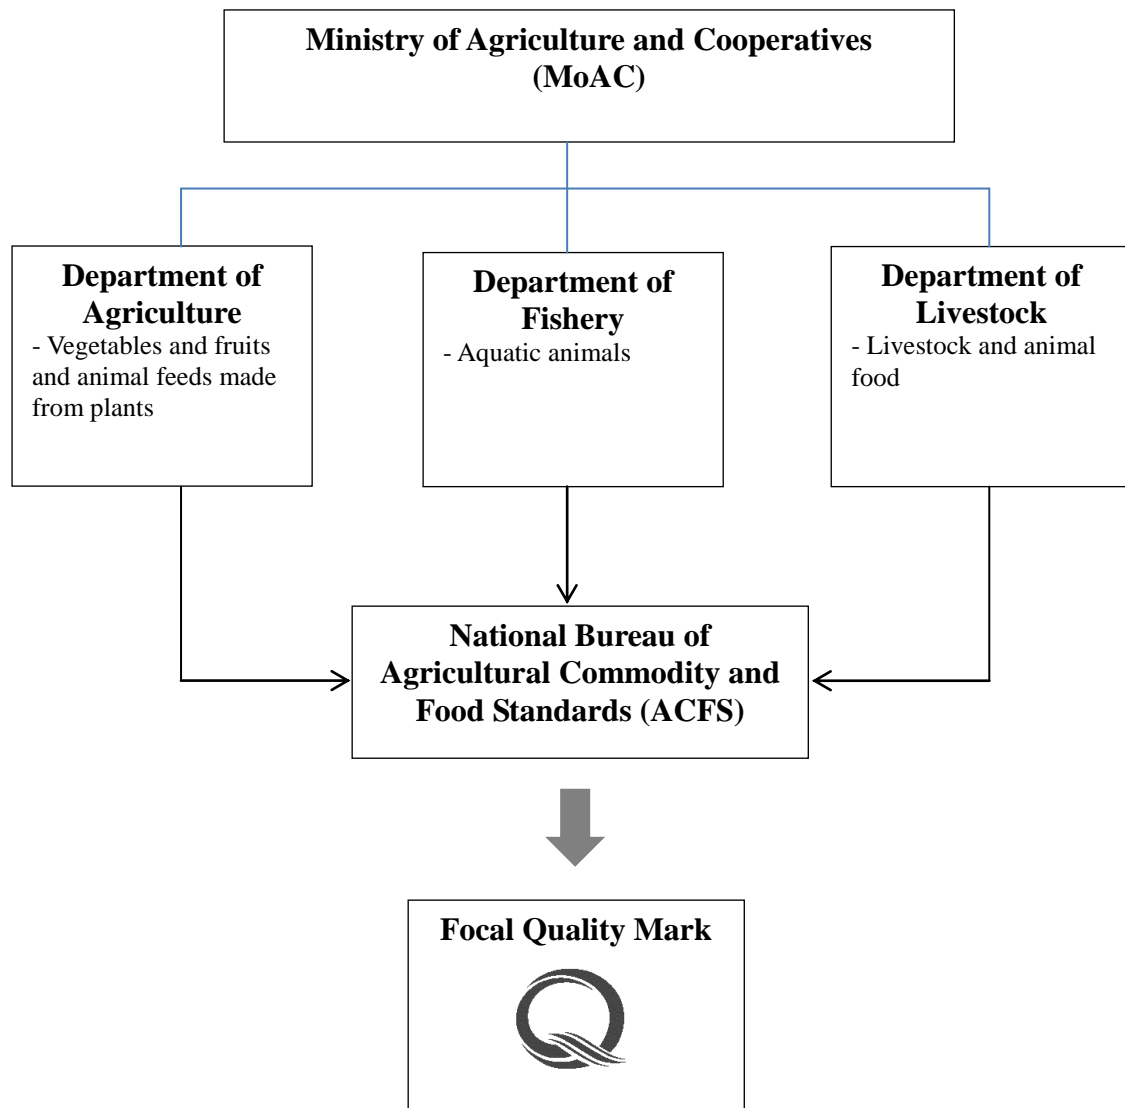 Ministry of Agriculture and Cooperatives
(MoAC)
Department of
Agriculture
- Vegetables and fruits
and animal feeds made
from plants
Department of
Fishery
- Aquatic animals
Department of
Livestock
- Livestock and animal
food
National Bureau of
Agricultural Commodity and
Food Standards (ACFS)
Focal Quality Mark
Q